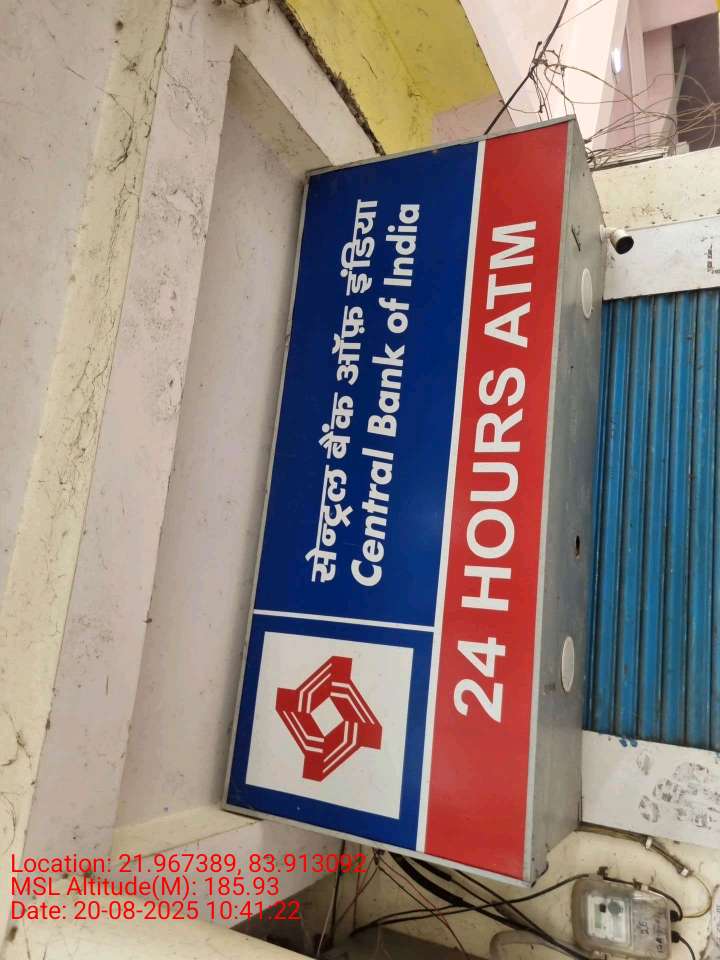 सेन्ट्रल बैंक ऑफ़ इंडिया
Central Bank of India
24 HOURS ATM
Location: 21.967389, 83.913092
MSL Altitude(M): 185.93
Date: 20-08-2025 10:41:22